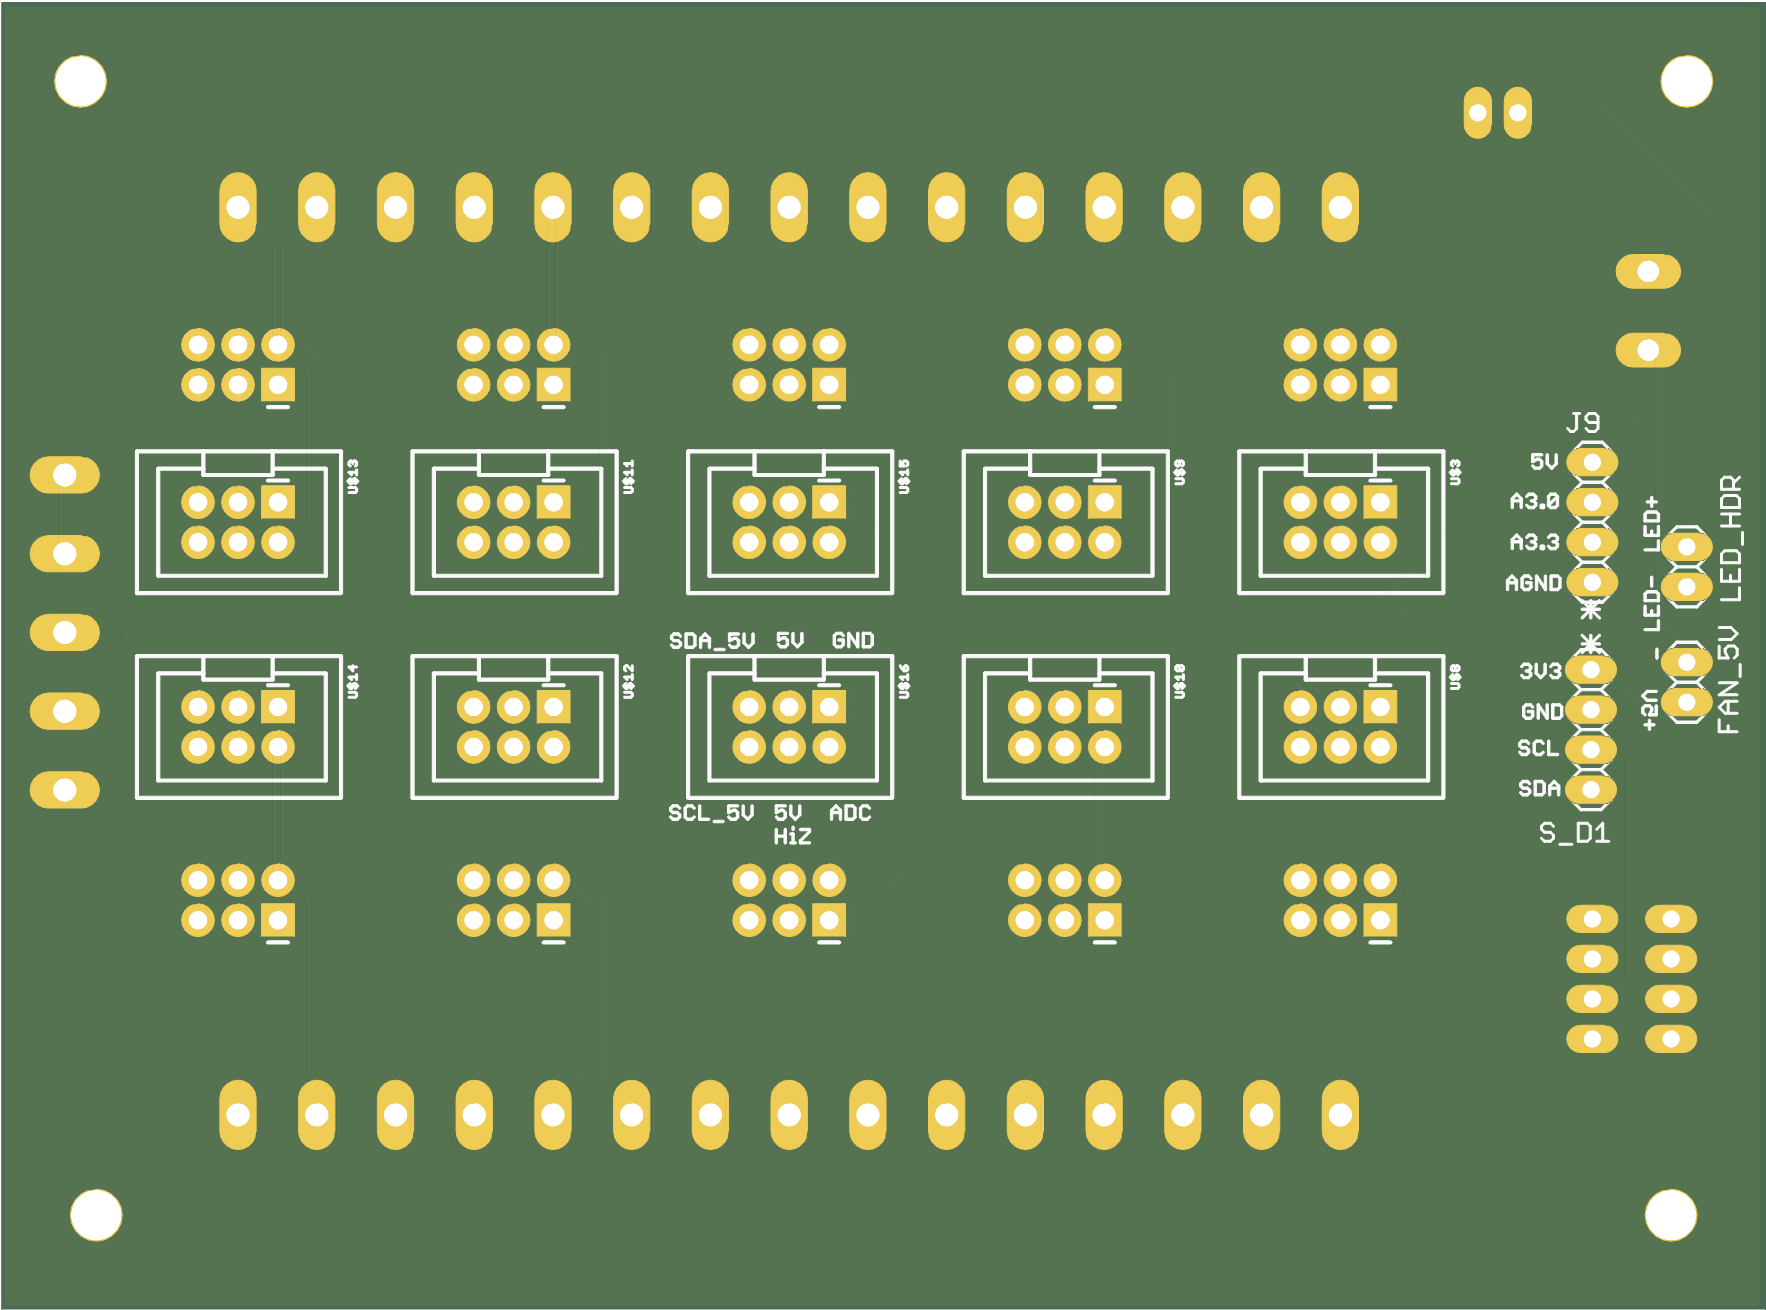 J9
5V
A3.0
A3.3
AGND
*
LED+
LED-
LED_HDR
U$13
U$11
U$15
U$9
U$3
SDA_5V 5V GND
*
3V3
GND
SCL
SDA
S_D1
-
+5V
FAN_5V
U$14
U$12
U$16
U$10
U$8
SCL_5V 5V ADC
HiZ